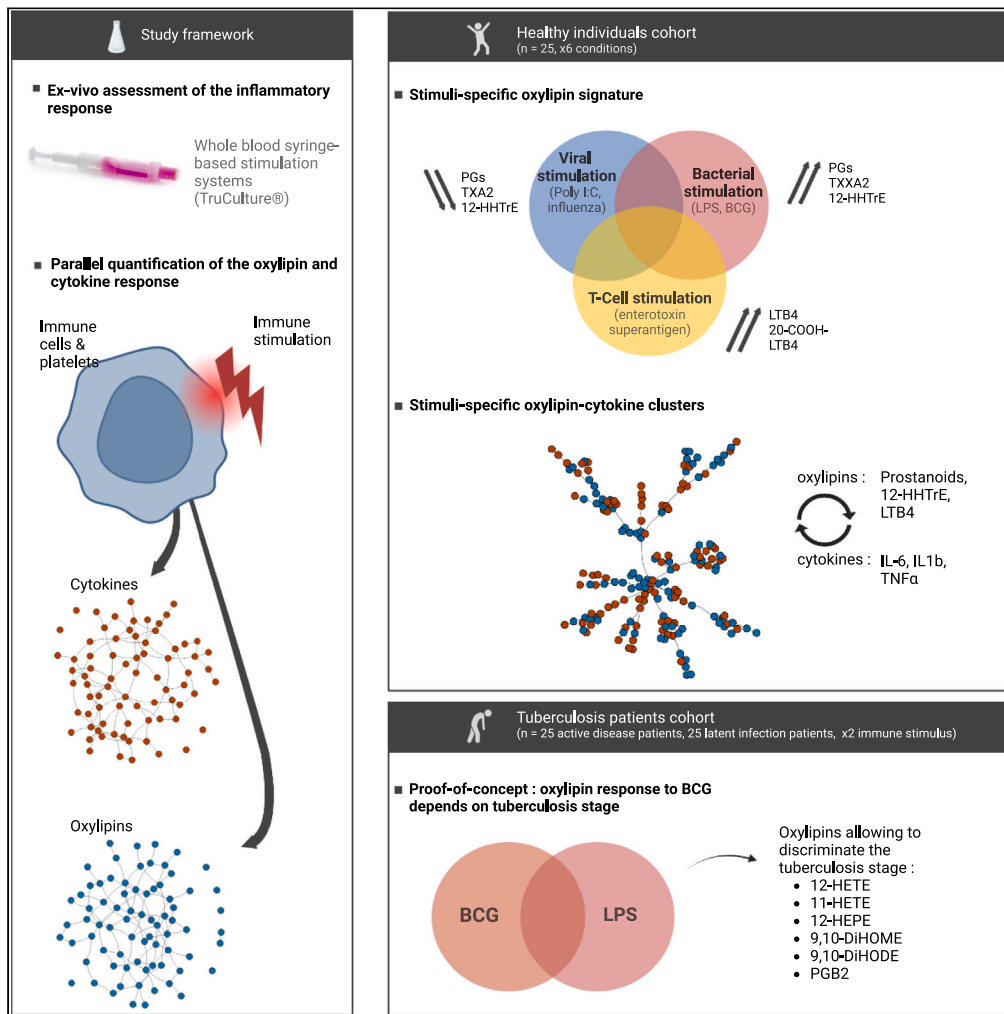 Study framework
■ Ex-vivo assessment of the inflammatory
response
Whole blood syringe-
based stimulation
systems
(TruCulture®)
■ Parallel quantification of the oxylipin and
cytokine response
Immune
cells &
platelets
Immune
stimulation
Cytokines
Oxylipins
Healthy individuals cohort
(n = 25, x6 conditions)
■ Stimuli-specific oxylipin signature
PGs
TXA2
12-HHTrE
Viral
stimulation
(Poly I:C,
influenza)
Bacterial
stimulation
(LPS, BCG)
PGs
TXXA2
12-HHTrE
T-Cell stimulation
(enterotoxin
superantigen)
LTB4
20-COOH-
LTB4
■ Stimuli-specific oxylipin-cytokine clusters
oxylipins : Prostanoids,
12-HHTrE,
LTB4
cytokines : IL-6, IL1b,
TNFα
Tuberculosis patients cohort
(n = 25 active disease patients, 25 latent infection patients, x2 immune stimulus)
■ Proof-of-concept : oxylipin response to BCG
depends on tuberculosis stage
BCG
LPS
Oxylipins allowing to
discriminate the
tuberculosis stage :
• 12-HETE
• 11-HETE
• 12-HEPE
• 9,10-DiHOME
• 9,10-DiHODE
• PGB2